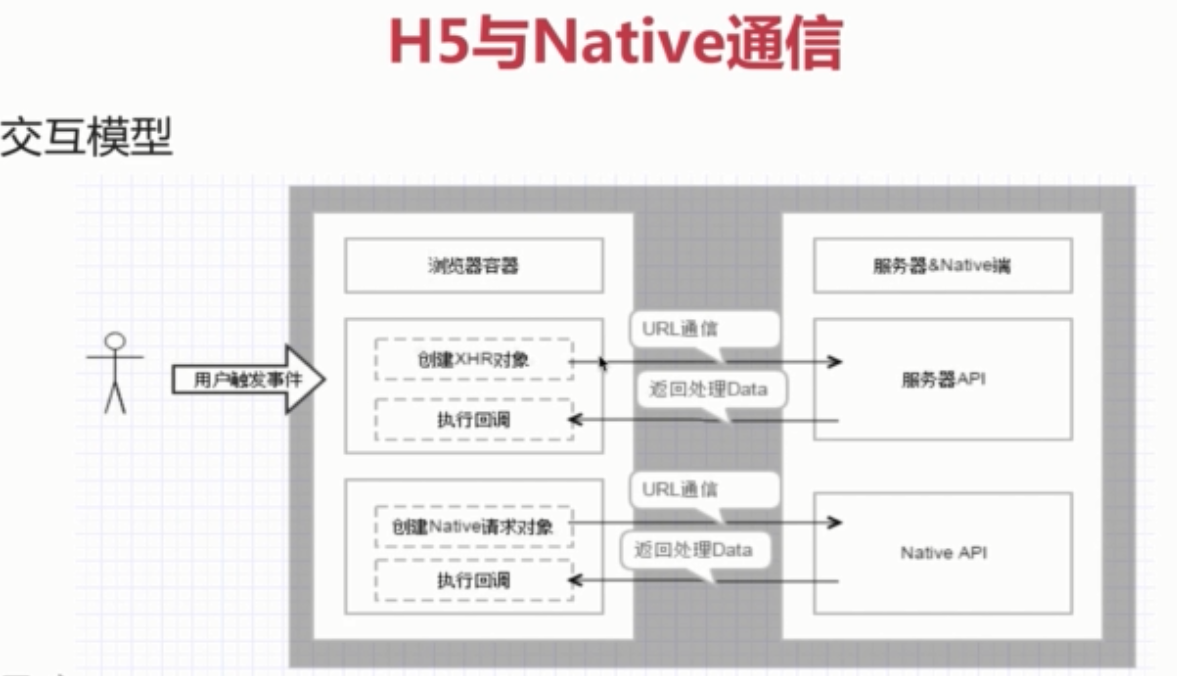 H5与Native通信
交互模型
浏览器容器
服务器&Native端
用户触发事件
创建XHR对象
URL通信
服务器API
返回处理Data
执行回调
创建Native请求对象
URL通信
Native API
返回处理Data
执行回调